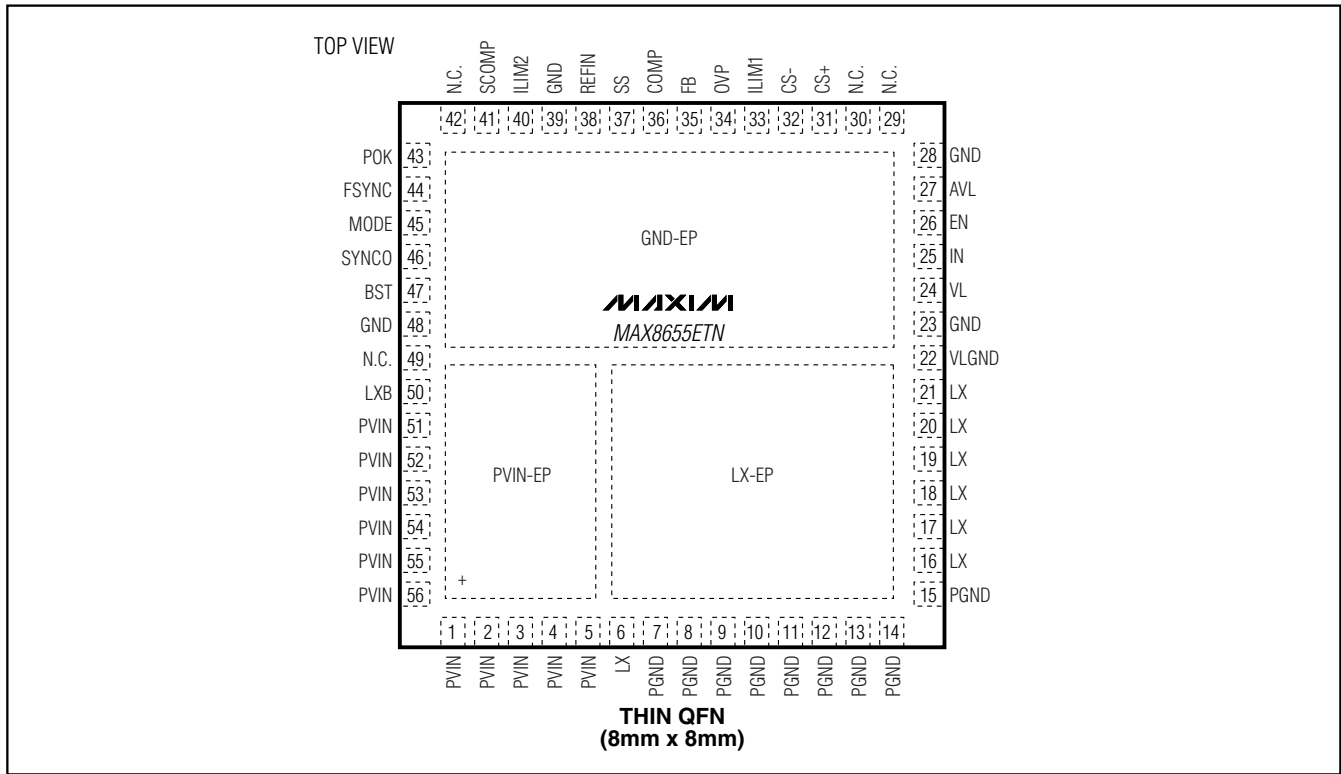 TOP VIEW
N.C. SCOMP ILIM2 GND REFIN SS COMP FB OVP ILIM1 CS- CS+ N.C. N.C.
42 41 40 39 38 37 36 35 34 33 32 31 30 29
POK 43
FSYNC 44
MODE 45
SYNCO 46
BST 47
GND 48
N.C. 49
LXB 50
PVIN 51
PVIN 52
PVIN 53
PVIN 54
PVIN 55
PVIN 56
28 GND
27 AVL
26 EN
25 IN
24 VL
23 GND
22 VLGND
21 LX
20 LX
19 LX
18 LX
17 LX
16 LX
15 PGND
GND-EP
MAXIM
MAX8655ETN
PVIN-EP
LX-EP
+
1 2 3 4 5 6 7 8 9 10 11 12 13 14
PVIN PVIN PVIN PVIN PVIN LX PGND PGND PGND PGND PGND PGND PGND PGND
THIN QFN
(8mm x 8mm)